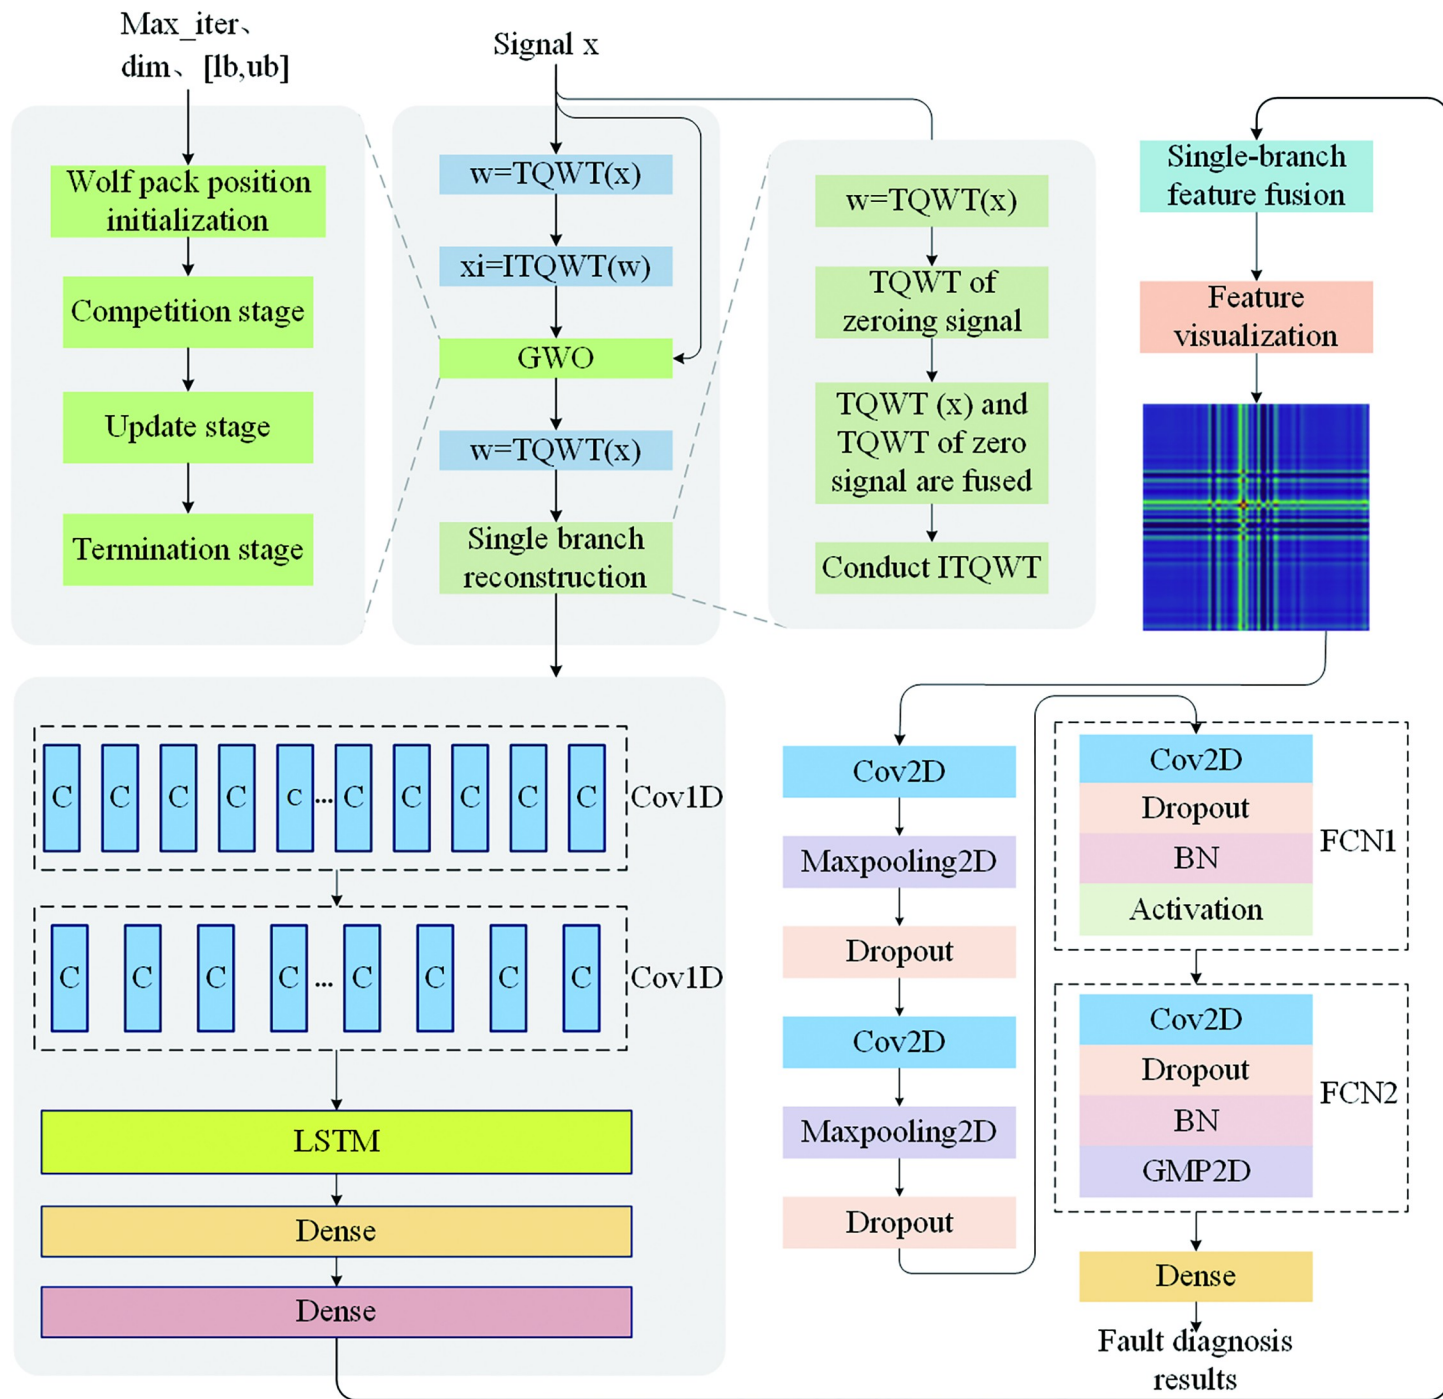 Max_iter、
dim、[lb,ub]
Wolf pack position
initialization
Competition stage
Update stage
Termination stage
Signal x
w=TQWT(x)
xi=ITQWT(w)
GWO
w=TQWT(x)
Single branch
reconstruction
w=TQWT(x)
TQWT of
zeroing signal
TQWT (x) and
TQWT of zero
signal are fused
Conduct ITQWT
Single-branch
feature fusion
Feature
visualization
C C C C c ... C C C C C
Cov1D
C C C C ... C C C C
Cov1D
LSTM
Dense
Dense
Cov2D
Maxpooling2D
Dropout
Cov2D
Maxpooling2D
Dropout
Cov2D
Dropout
BN
Activation
FCN1
Cov2D
Dropout
BN
GMP2D
FCN2
Dense
Fault diagnosis
results